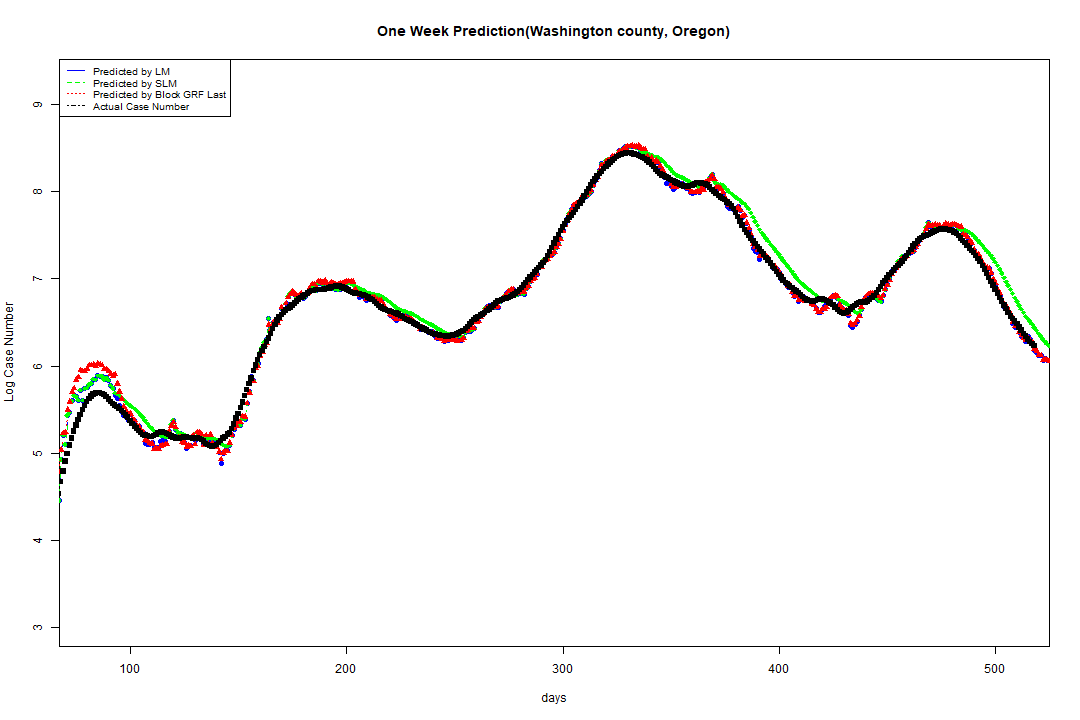 One Week Prediction(Washington county, Oregon)
Predicted by LM
Predicted by SLM
Predicted by Block GRF Last
Actual Case Number
9
8
7
6
5
4
3
Log Case Number
100 200 300 400 500
days